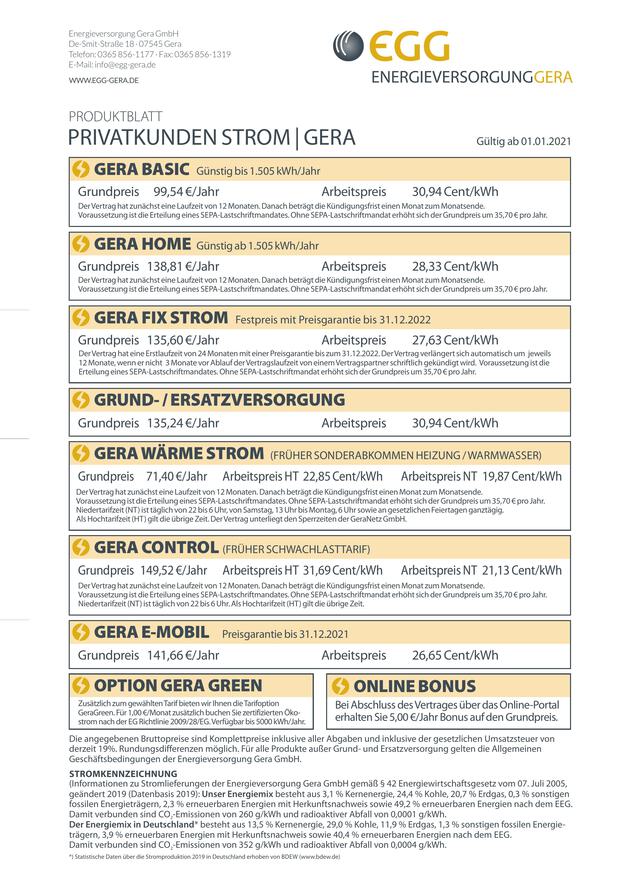 Energieversorgung Gera GmbH
De-Smit-Straße 18 · 07545 Gera
Telefon: 0365 856-1177 · Fax: 0365 856-1319
E-Mail: info@egg-gera.de
WWW.EGG-GERA.DE
EGG
ENERGIEVERSORGUNGGERA
PRODUKTBLATT
PRIVATKUNDEN STROM | GERA
Gültig ab 01.01.2021
GERA BASIC Günstig bis 1.505 kWh/Jahr
Grundpreis 99,54 €/Jahr Arbeitspreis 30,94 Cent/kWh
Der Vertrag hat zunächst eine Laufzeit von 12 Monaten. Danach beträgt die Kündigungsfrist einen Monat zum Monatsende.
Voraussetzung ist die Erteilung eines SEPA-Lastschriftmandates. Ohne SEPA-Lastschriftmandat erhöht sich der Grundpreis um 35,70 € pro Jahr.
GERA HOME Günstig ab 1.505 kWh/Jahr
Grundpreis 138,81 €/Jahr Arbeitspreis 28,33 Cent/kWh
Der Vertrag hat zunächst eine Laufzeit von 12 Monaten. Danach beträgt die Kündigungsfrist einen Monat zum Monatsende.
Voraussetzung ist die Erteilung eines SEPA-Lastschriftmandates. Ohne SEPA-Lastschriftmandat erhöht sich der Grundpreis um 35,70 € pro Jahr.
GERA FIX STROM Festpreis mit Preisgarantie bis 31.12.2022
Grundpreis 135,60 €/Jahr Arbeitspreis 27,63 Cent/kWh
Der Vertrag hat eine Erstlaufzeit von 24 Monaten mit einer Preisgarantie bis zum 31.12.2022. Der Vertrag verlängert sich automatisch um jeweils
12 Monate, wenn er nicht 3 Monate vor Ablauf der Vertragslaufzeit von einem Vertragspartner schriftlich gekündigt wird. Voraussetzung ist die
Erteilung eines SEPA-Lastschriftmandates. Ohne SEPA-Lastschriftmandat erhöht sich der Grundpreis um 35,70 € pro Jahr.
GRUND- / ERSATZVERSORGUNG
Grundpreis 135,24 €/Jahr Arbeitspreis 30,94 Cent/kWh
GERA WÄRME STROM (FRÜHER SONDERABKOMMEN HEIZUNG / WARMWASSER)
Grundpreis 71,40 €/Jahr Arbeitspreis HT 22,85 Cent/kWh Arbeitspreis NT 19,87 Cent/kWh
Der Vertrag hat zunächst eine Laufzeit von 12 Monaten. Danach beträgt die Kündigungsfrist einen Monat zum Monatsende.
Voraussetzung ist die Erteilung eines SEPA-Lastschriftmandates. Ohne SEPA-Lastschriftmandat erhöht sich der Grundpreis um 35,70 € pro Jahr.
Niedertarifzeit (NT) ist täglich von 22 bis 6 Uhr, von Samstag, 13 Uhr bis Montag, 6 Uhr sowie an gesetzlichen Feiertagen ganztägig.
Als Hochtarifzeit (HT) gilt die übrige Zeit. Der Vertrag unterliegt den Sperrzeiten der GeraNetz GmbH.
GERA CONTROL (FRÜHER SCHWACHLASTTARIF)
Grundpreis 149,52 €/Jahr Arbeitspreis HT 31,69 Cent/kWh Arbeitspreis NT 21,13 Cent/kWh
Der Vertrag hat zunächst eine Laufzeit von 12 Monaten. Danach beträgt die Kündigungsfrist einen Monat zum Monatsende.
Voraussetzung ist die Erteilung eines SEPA-Lastschriftmandates. Ohne SEPA-Lastschriftmandat erhöht sich der Grundpreis um 35,70 € pro Jahr.
Niedertarifzeit (NT) ist täglich von 22 bis 6 Uhr. Als Hochtarifzeit (HT) gilt die übrige Zeit.
GERA E-MOBIL Preisgarantie bis 31.12.2021
Grundpreis 141,66 €/Jahr Arbeitspreis 26,65 Cent/kWh
OPTION GERA GREEN
Zusätzlich zum gewählten Tarif bieten wir Ihnen die Tarifoption
GeraGreen. Für 1,00 €/Monat zusätzlich buchen Sie zertifizierten Öko-
strom nach der EG Richtlinie 2009/28/EG. Verfügbar bis 5000 kWh/Jahr.
ONLINE BONUS
Bei Abschluss des Vertrages über das Online-Portal
erhalten Sie 5,00 €/Jahr Bonus auf den Grundpreis.
Die angegebenen Bruttopreise sind Komplettpreise inklusive aller Abgaben und inklusive der gesetzlichen Umsatzsteuer von
derzeit 19%. Rundungsdifferenzen möglich. Für alle Produkte außer Grund- und Ersatzversorgung gelten die Allgemeinen
Geschäftsbedingungen der Energieversorgung Gera GmbH.
STROMKENNZEICHNUNG
(Informationen zu Stromlieferungen der Energieversorgung Gera GmbH gemäß § 42 Energiewirtschaftsgesetz vom 07. Juli 2005,
geändert 2019 (Datenbasis 2019): Unser Energiemix besteht aus 3,1 % Kernenergie, 24,4 % Kohle, 20,7 % Erdgas, 0,3 % sonstigen
fossilen Energieträgern, 2,3 % erneuerbaren Energien mit Herkunftsnachweis sowie 49,2 % erneuerbaren Energien nach dem EEG.
Damit verbunden sind CO₂-Emissionen von 260 g/kWh und radioaktiver Abfall von 0,0001 g/kWh.
Der Energiemix in Deutschland* besteht aus 13,5 % Kernenergie, 29,0 % Kohle, 11,9 % Erdgas, 1,3 % sonstigen fossilen Energie-
trägern, 3,9 % erneuerbaren Energien mit Herkunftsnachweis sowie 40,4 % erneuerbaren Energien nach dem EEG.
Damit verbunden sind CO₂-Emissionen von 352 g/kWh und radioaktiver Abfall von 0,0004 g/kWh.
*) Statistische Daten über die Stromproduktion 2019 in Deutschland erhoben von BDEW (www.bdew.de)